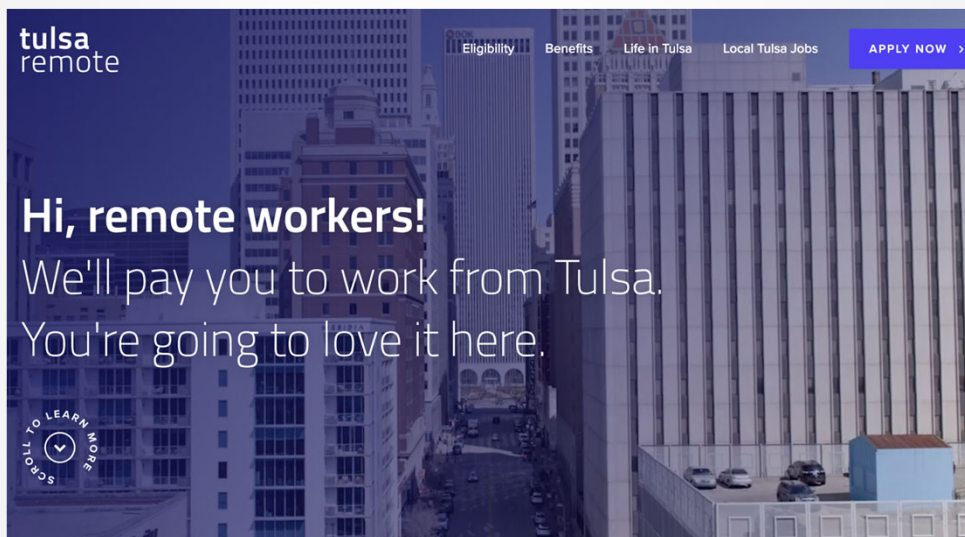 tulsa
remote
Eligibility
Benefits
Life in Tulsa
Local Tulsa Jobs
APPLY NOW
BOK
Hi, remote workers!
We'll pay you to work from Tulsa.
You're going to love it here.
SCROLL TO LEARN MORE